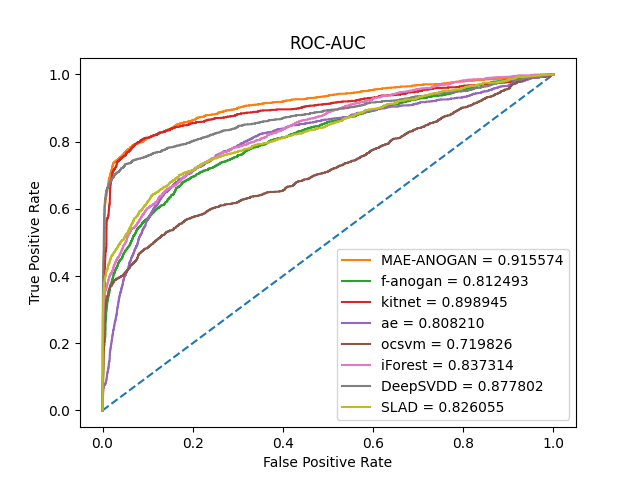 ROC-AUC
True Positive Rate
1.0
0.8
0.6
0.4
0.2
0.0
MAE-ANOGAN = 0.915574
f-anogan = 0.812493
kitnet = 0.898945
ae = 0.808210
ocsvm = 0.719826
iForest = 0.837314
DeepSVDD = 0.877802
SLAD = 0.826055
0.0 0.2 0.4 0.6 0.8 1.0
False Positive Rate